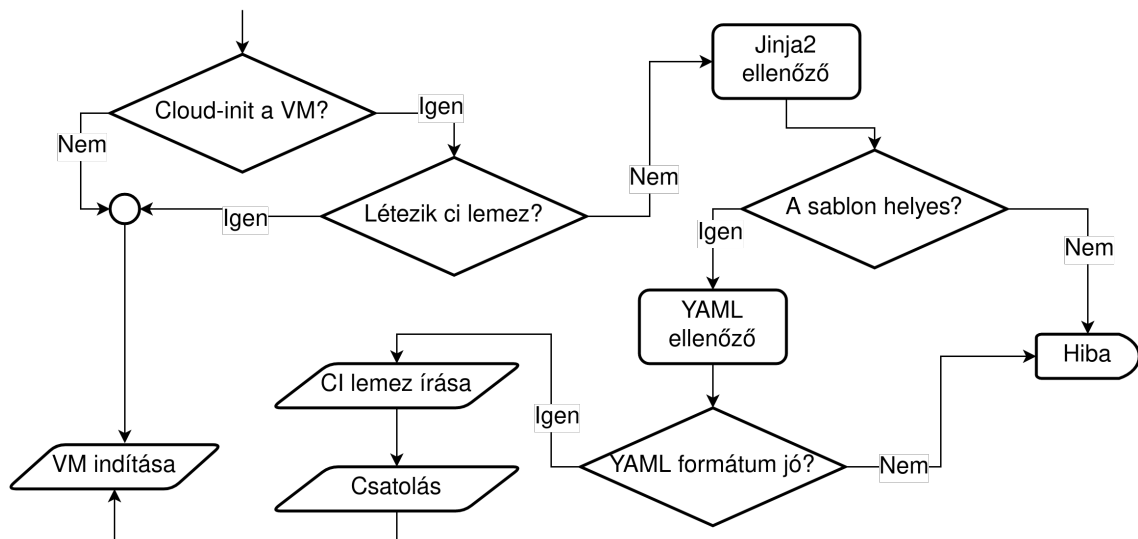 Jinja2
ellenőző
Cloud-init a VM?
Igen
Nem
Nem
Létezik ci lemez?
Igen
A sablon helyes?
Igen
Nem
YAML
ellenőző
Hiba
CI lemez írása
Igen
YAML formátum jó?
Nem
VM indítása
Csatolás